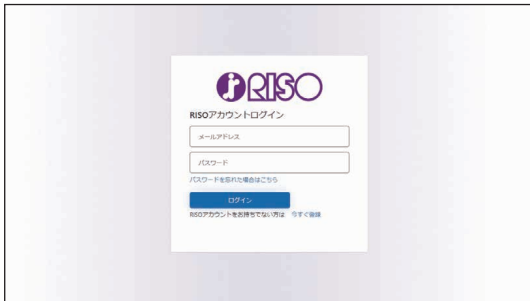 RISO
RISOアカウントログイン
メールアドレス
パスワード
パスワードを忘れた場合はこちら
ログイン
RISOアカウントをお持ちでない方は 今すぐ登録